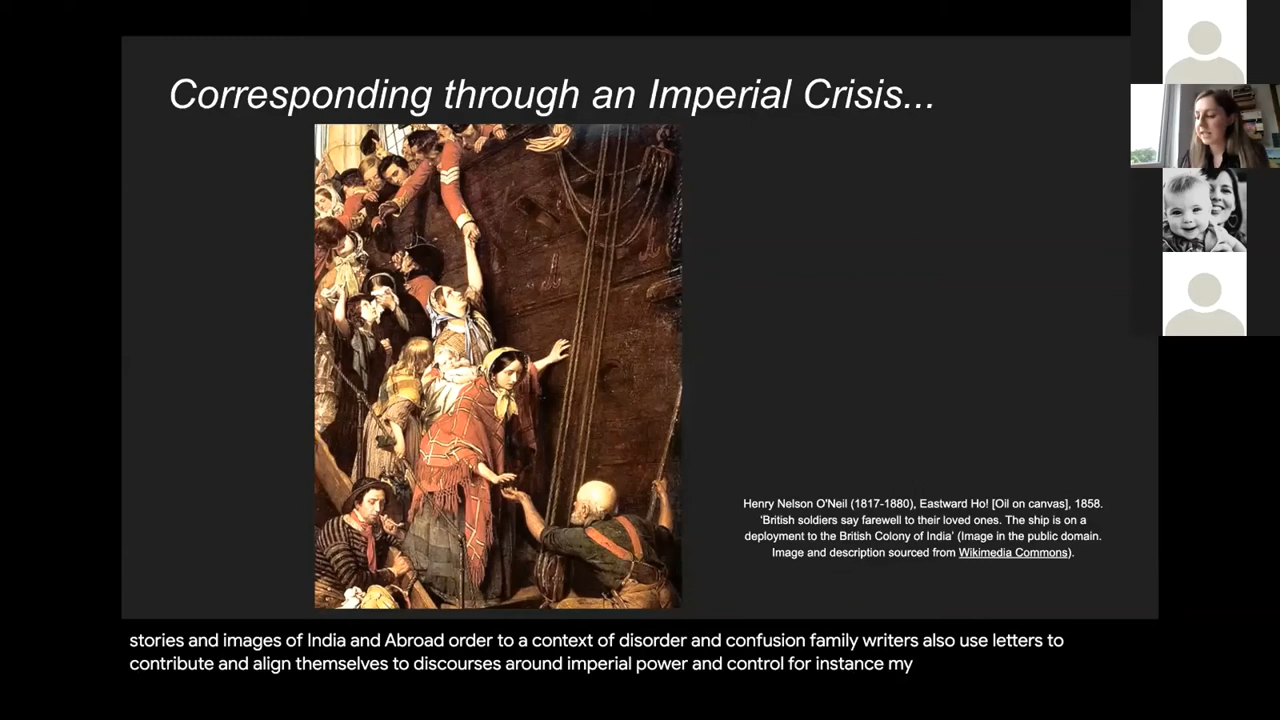 Corresponding through an Imperial Crisis...
Henry Nelson O'Neil (1817-1880), Eastward Ho! [Oil on canvas], 1858.
'British soldiers say farewell to their loved ones. The ship is on a
deployment to the British Colony of India' (Image in the public domain.
Image and description sourced from Wikimedia Commons).
stories and images of India and Abroad order to a context of disorder and confusion family writers also use letters to
contribute and align themselves to discourses around imperial power and control for instance my